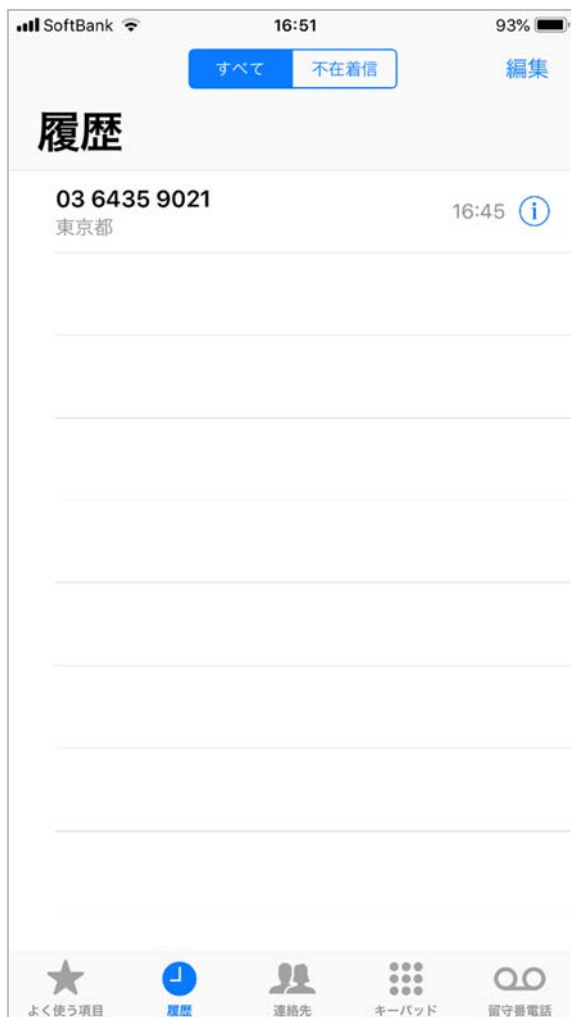 SoftBank 16:51 93%
すべて 不在着信 編集
履歴
03 6435 9021
東京都
16:45
よく使う項目 履歴 連絡先 キーパッド 留守番電話